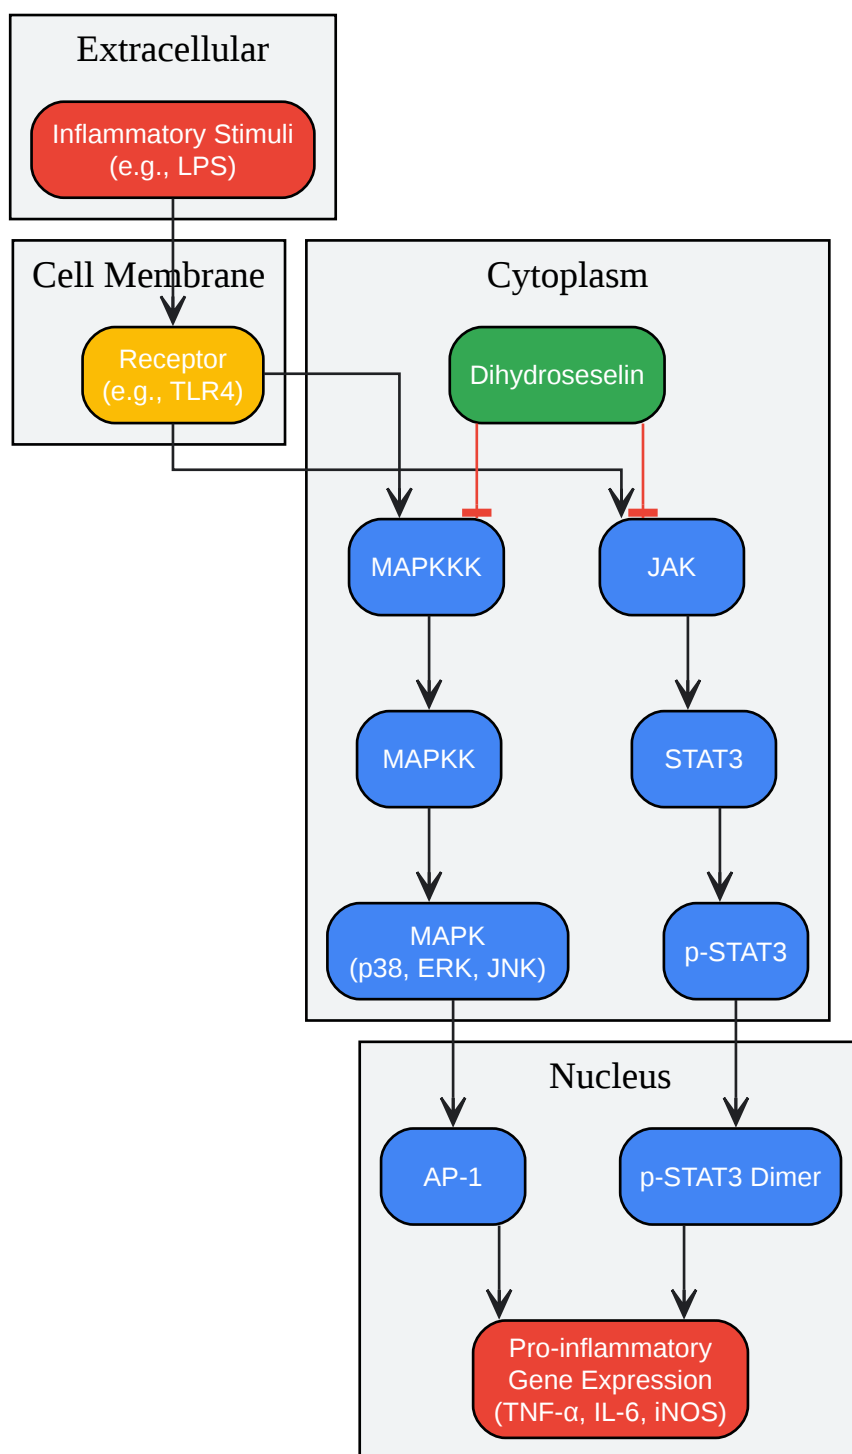 Extracellular
Inflammatory Stimuli
(e.g., LPS)
Cell Membrane
Receptor
(e.g., TLR4)
Cytoplasm
Dihydroseselin
MAPKKK
JAK
MAPKK
STAT3
MAPK
(p38, ERK, JNK)
p-STAT3
Nucleus
AP-1
p-STAT3 Dimer
Pro-inflammatory
Gene Expression
(TNF-α, IL-6, iNOS)